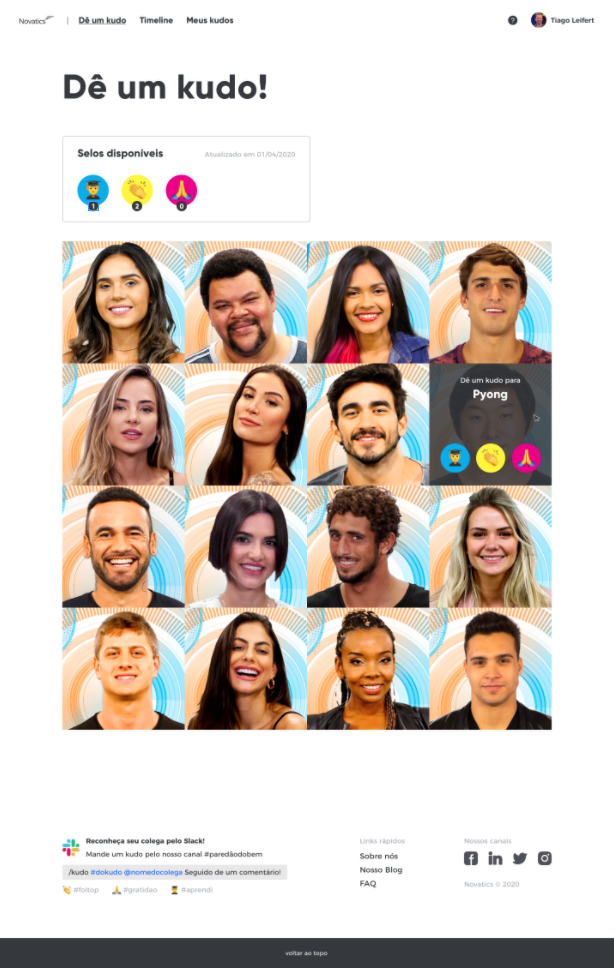 Novatics | Dê um kudo Timeline Meus kudos ? Tiago Leifert
Dê um kudo!
Selos disponíveis Atualizado em 01/04/2020
1 2 0
Dê um kudo para
Pyong
Reconheça seu colega pelo Slack!
Mande um kudo pelo nosso canal #paredãodobem
/kudo #dokudo @nomedocolega Seguido de um comentário!
#foitop #gratidao #aprendi
Links rápidos
Sobre nós
Nosso Blog
FAQ
Nossos canais
Novatics © 2020
voltar ao topo